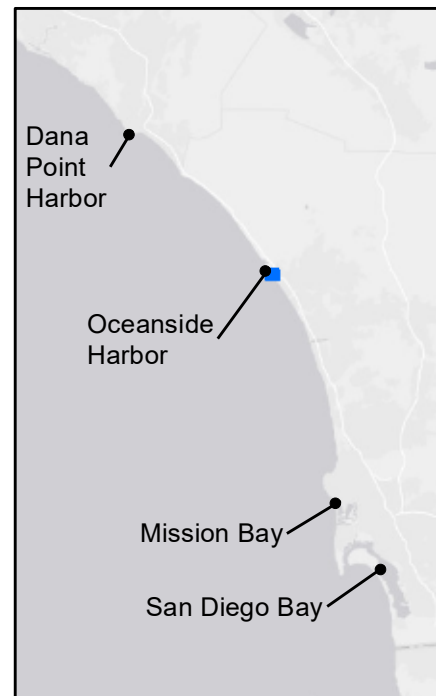 Dana
Point
Harbor
Oceanside
Harbor
Mission Bay
San Diego Bay